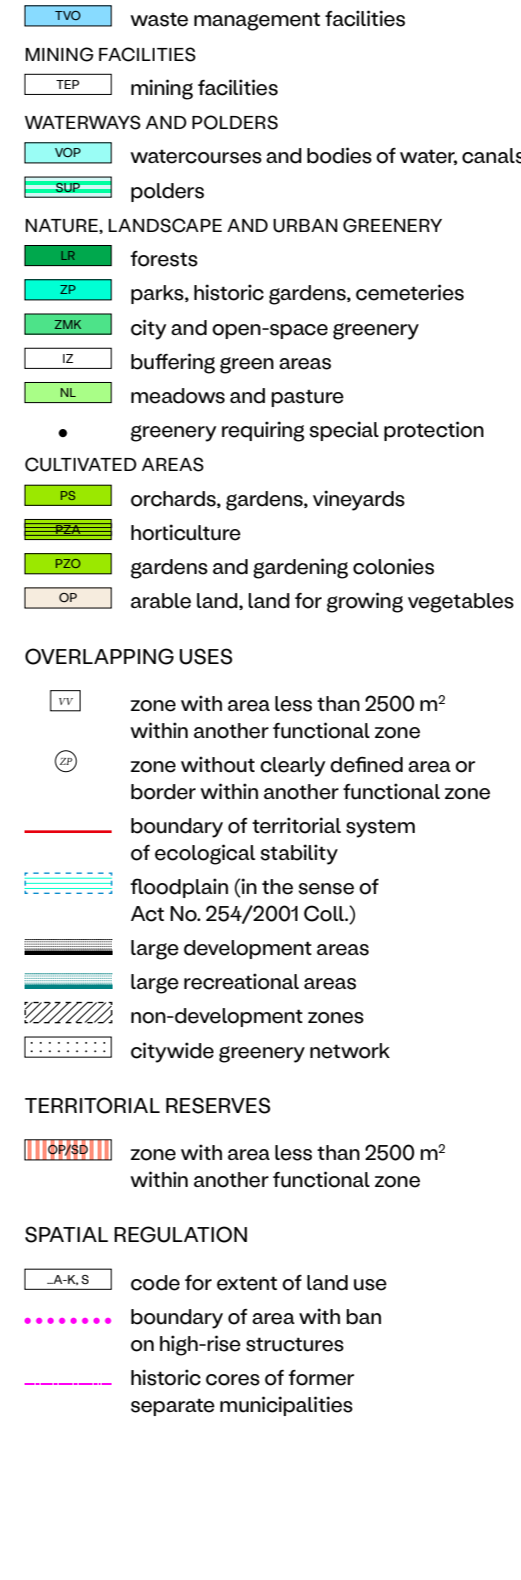 TVO waste management facilities
MINING FACILITIES
TEP mining facilities
WATERWAYS AND POLDERS
VOP watercourses and bodies of water, canals
SUP polders
NATURE, LANDSCAPE AND URBAN GREENERY
LR forests
ZP parks, historic gardens, cemeteries
ZMK city and open-space greenery
IZ buffering green areas
NL meadows and pasture
greenery requiring special protection
CULTIVATED AREAS
PS orchards, gardens, vineyards
PZA horticulture
PZO gardens and gardening colonies
OP arable land, land for growing vegetables
OVERLAPPING USES
VV zone with area less than 2500 m²
within another functional zone
ZP zone without clearly defined area or
border within another functional zone
boundary of territorial system
of ecological stability
floodplain (in the sense of
Act No. 254/2001 Coll.)
large development areas
large recreational areas
non-development zones
citywide greenery network
TERRITORIAL RESERVES
OP/SD zone with area less than 2500 m²
within another functional zone
SPATIAL REGULATION
_A-K, S code for extent of land use
boundary of area with ban
on high-rise structures
historic cores of former
separate municipalities